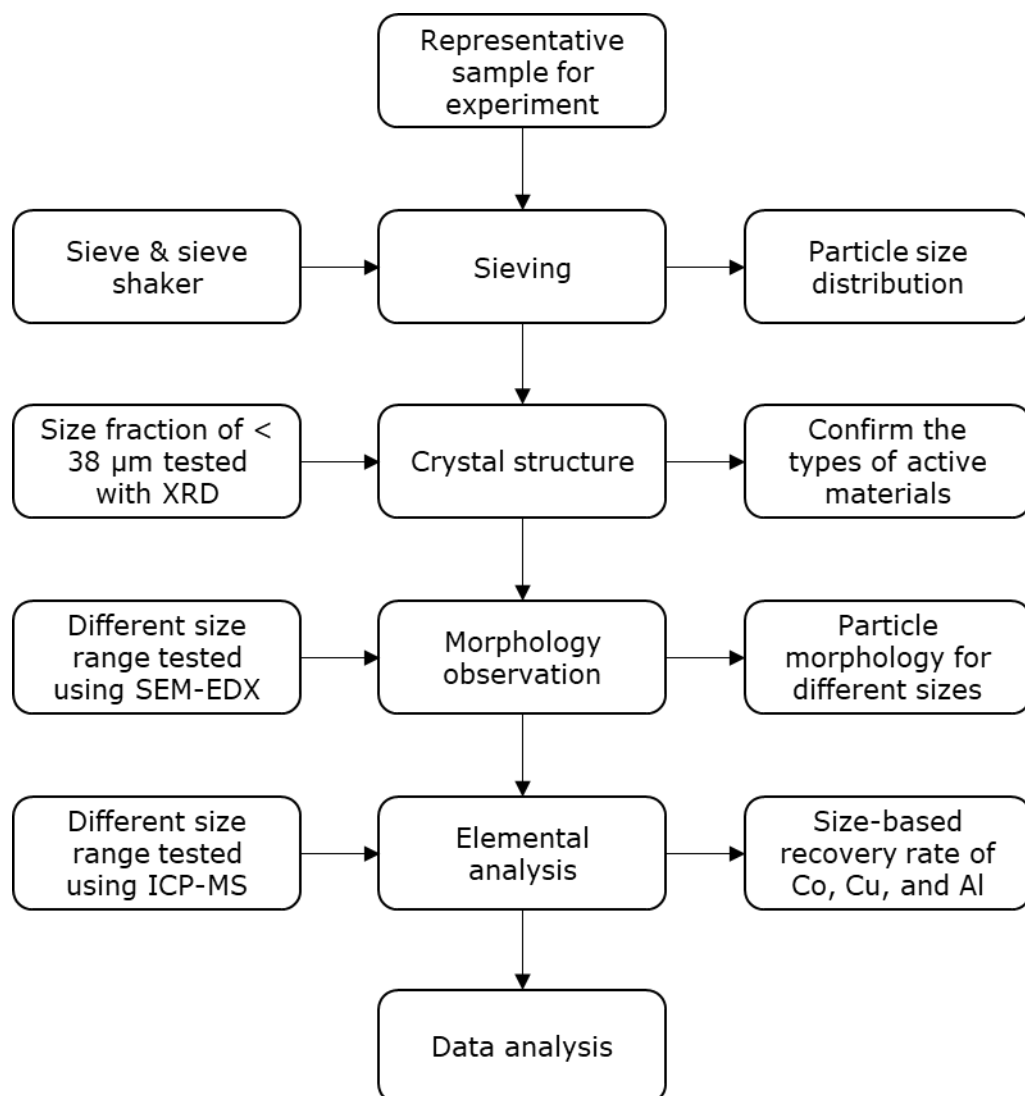 Representative
sample for
experiment
Sieve & sieve
shaker
Sieving
Particle size
distribution
Size fraction of <
38 µm tested
with XRD
Crystal structure
Confirm the
types of active
materials
Different size
range tested
using SEM-EDX
Morphology
observation
Particle
morphology for
different sizes
Different size
range tested
using ICP-MS
Elemental
analysis
Size-based
recovery rate of
Co, Cu, and Al
Data analysis